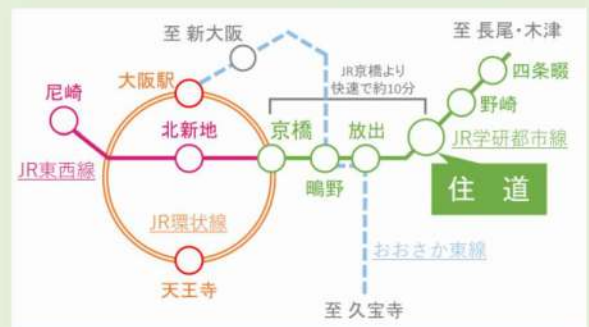 至 新大阪
至 長尾・木津
大阪駅
JR京橋より
快速で約10分
四条畷
尼崎
野崎
北新地
京橋
放出
JR学研都市線
JR東西線
鴫野
住 道
JR環状線
おおさか東線
天王寺
至 久宝寺